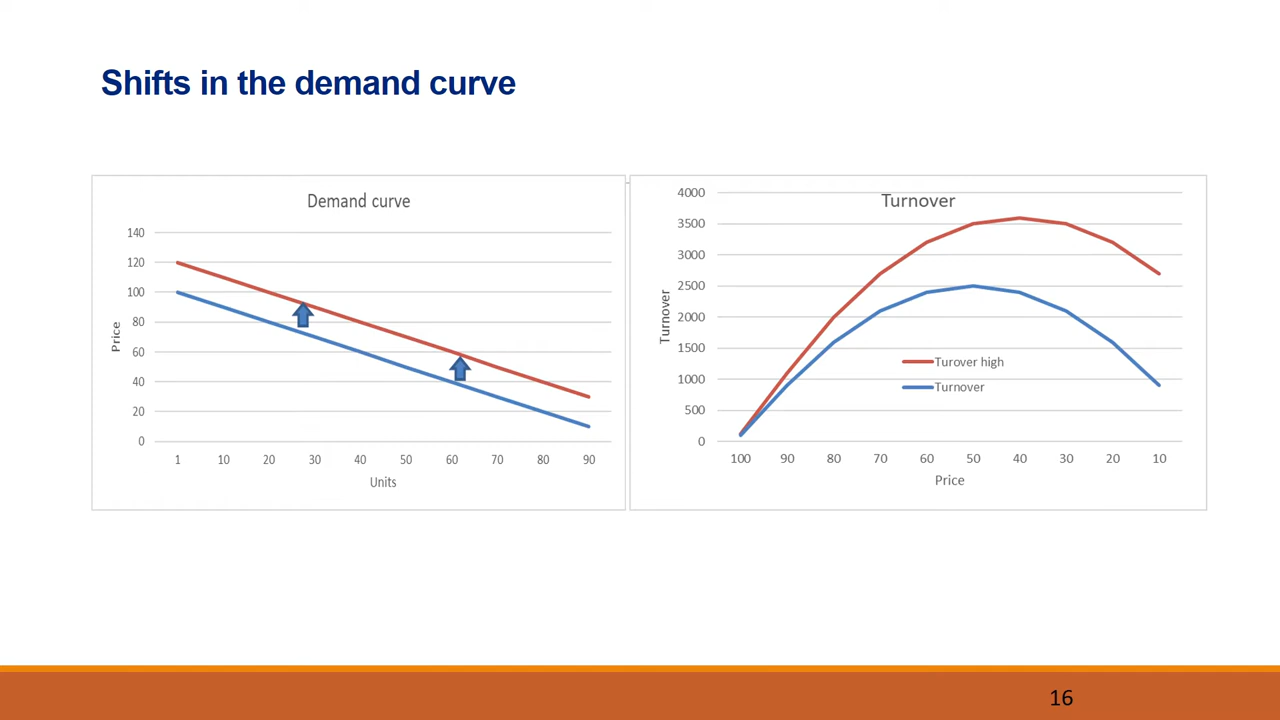 Shifts in the demand curve
Demand curve
140
120
100
80
60
40
20
0
Price
1 10 20 30 40 50 60 70 80 90
Units
Turnover
4000
3500
3000
2500
2000
1500
1000
500
0
Turnover
Turover high
Turnover
100 90 80 70 60 50 40 30 20 10
Price
16